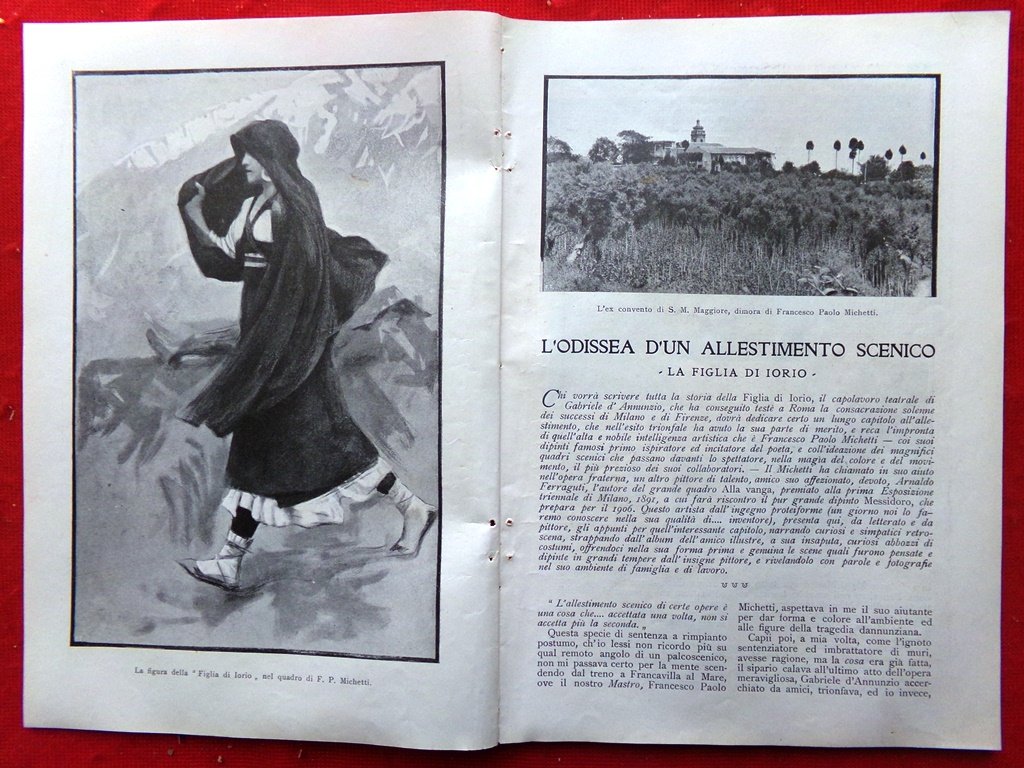 La figura della " Figlia di Iorio „ nel quadro di F. P. Michetti.
L'ex convento di S. M. Maggiore, dimora di Francesco Paolo Michetti.
L'ODISSEA D'UN ALLESTIMENTO SCENICO
- LA FIGLIA DI IORIO -
Chi vorrà scrivere tutta la storia della Figlia di Iorio, il capolavoro teatrale di
Gabriele d' Annunzio, che ha conseguito testè a Roma la consacrazione solenne
dei successi di Milano e di Firenze, dovrà dedicare certo un lungo capitolo all'alle-
stimento, che nell'esito trionfale ha avuto la sua parte di merito, e reca l'impronta
di quell'alta e nobile intelligenza artistica che è Francesco Paolo Michetti — coi suoi
dipinti famosi primo ispiratore ed incitatore del poeta, e coll'ideazione dei magnifici
quadri scenici che passano davanti lo spettatore, nella magia del colore e del movi-
mento, il più prezioso dei suoi collaboratori. — Il Michetti ha chiamato in suo aiuto
nell'opera fraterna, un altro pittore di talento, amico suo affezionato, devoto, Arnaldo
Ferraguti, l'autore del grande quadro Alla vanga, premiato alla prima Esposizione
triennale di Milano, 1891, a cui farà riscontro il pur grande dipinto Messidoro, che
prepara per il 1906. Questo artista dall'ingegno proteiforme (un giorno noi lo fa-
remo conoscere nella sua qualità di.... inventore), presenta qui, da letterato e da
pittore, gli appunti per quell'interessante capitolo, narrando curiosi e simpatici retro-
scena, strappando dall'album dell'amico illustre, a sua insaputa, curiosi abbozzi di
costumi, offrendoci nella sua forma prima e genuina le scene quali furono pensate e
dipinte in grandi tempere dall' insigne pittore, e rivelandolo con parole e fotografie
nel suo ambiente di famiglia e di lavoro.
" L'allestimento scenico di certe opere è
una cosa che.... accettata una volta, non si
accetta più la seconda. „
Questa specie di sentenza a rimpianto
postumo, ch'io lessi non ricordo più su
qual remoto angolo di un palcoscenico,
non mi passava certo per la mente scen-
dendo dal treno a Francavilla al Mare,
ove il nostro Mastro, Francesco Paolo
Michetti, aspettava in me il suo aiutante
per dar forma e colore all'ambiente ed
alle figure della tragedia dannunziana.
Capii poi, a mia volta, come l'ignoto
sentenziatore ed imbrattatore di muri,
avesse ragione, ma la cosa era già fatta,
il sipario calava all'ultimo atto dell'opera
meravigliosa, Gabriele d'Annunzio accer-
chiato da amici, trionfava, ed io invece,